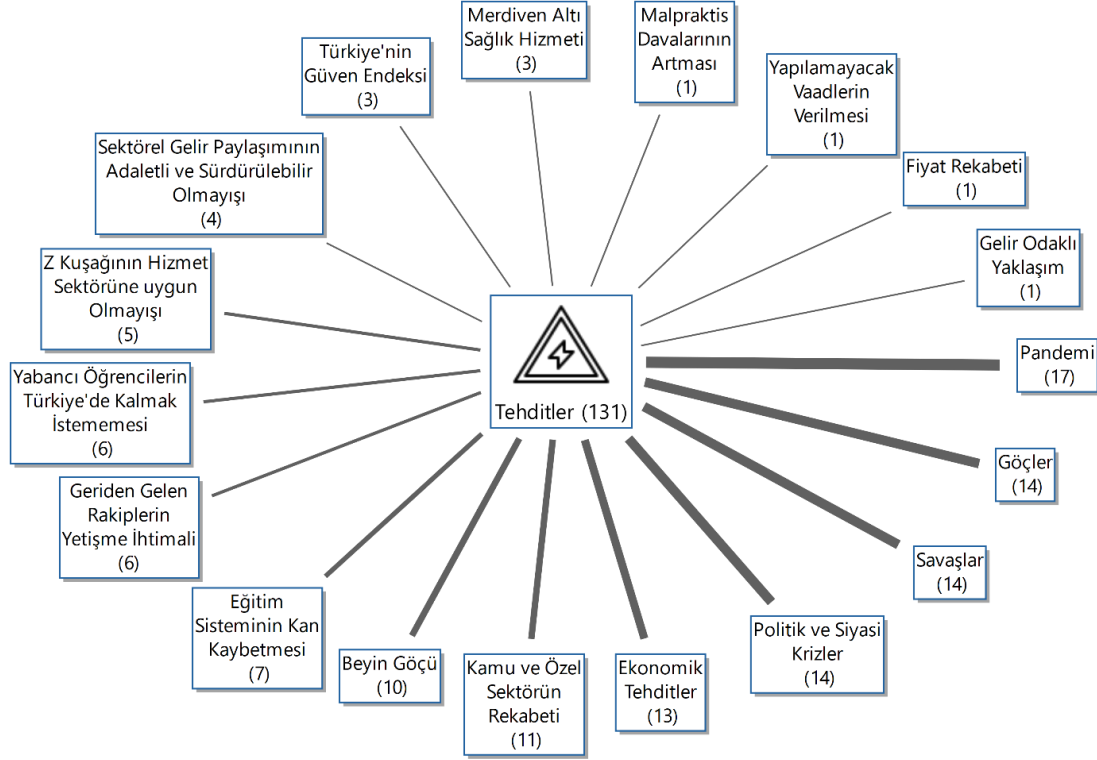 Merdiven Altı
Sağlık Hizmeti
(3)
Malpraktis
Davalarının
Artması
(1)
Türkiye'nin
Güven Endeksi
(3)
Yapılamayacak
Vaadlerin
Verilmesi
(1)
Sektörel Gelir Paylaşımının
Adaletli ve Sürdürülebilir
Olmayışı
(4)
Fiyat Rekabeti
(1)
Z Kuşağının Hizmet
Sektörüne uygun
Olmayışı
(5)
Gelir Odaklı
Yaklaşım
(1)
Tehditler (131)
Pandemi
(17)
Yabancı Öğrencilerin
Türkiye'de Kalmak
İstememesi
(6)
Göçler
(14)
Geriden Gelen
Rakiplerin
Yetişme İhtimali
(6)
Savaşlar
(14)
Eğitim
Sisteminin Kan
Kaybetmesi
(7)
Beyin Göçü
(10)
Kamu ve Özel
Sektörün
Rekabeti
(11)
Ekonomik
Tehditler
(13)
Politik ve Siyasi
Krizler
(14)